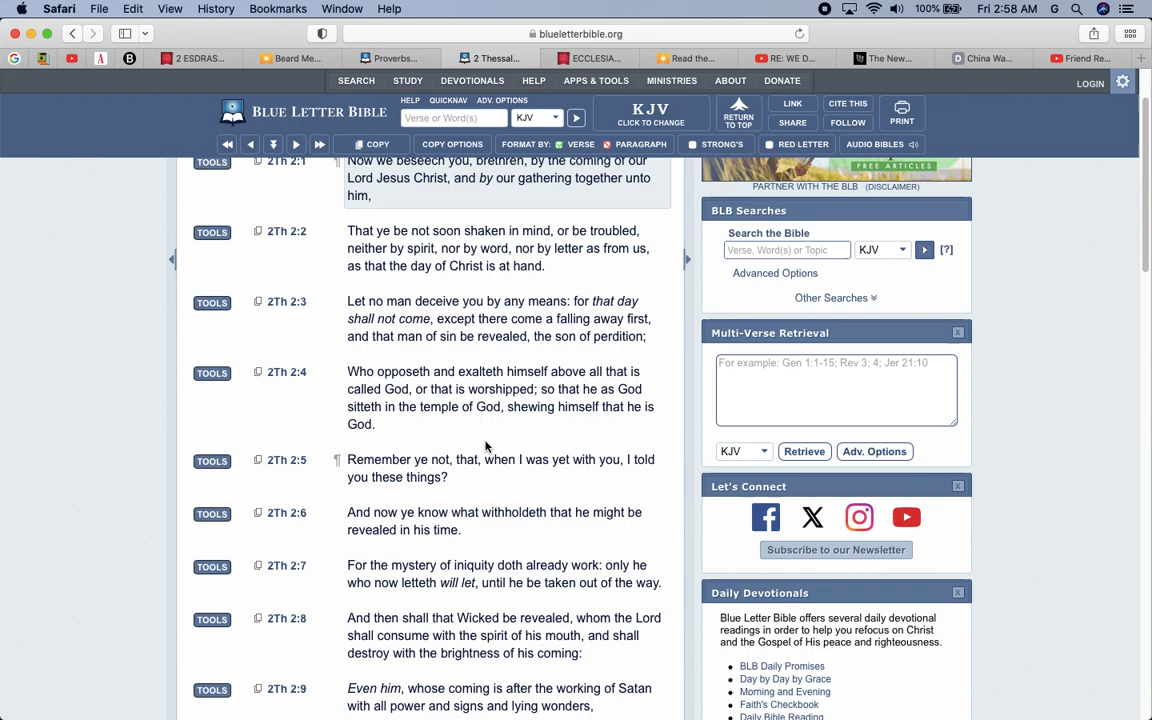 Safari File Edit View History Bookmarks Window Help 100% Fri 2:58 AM G
blueletterbible.org
2 ESDRAS... Beard Me... Proverbs... 2 Thessal... ECCLESIA... Read the... RE: WE D... The New... China Wa... Friend Re...
SEARCH STUDY DEVOTIONALS HELP APPS & TOOLS MINISTRIES ABOUT DONATE LOGIN
BLUE LETTER BIBLE
HELP QUICKNAV ADV. OPTIONS
Verse or Word(s) KJV
KJV
CLICK TO CHANGE
RETURN
TO TOP
LINK CITE THIS
SHARE FOLLOW
PRINT
COPY COPY OPTIONS FORMAT BY: VERSE PARAGRAPH STRONG'S RED LETTER AUDIO BIBLES
TOOLS 2Th 2:1 ¶ Now we beseech you, brethren, by the coming of our
Lord Jesus Christ, and by our gathering together unto
him,
TOOLS 2Th 2:2 That ye be not soon shaken in mind, or be troubled,
neither by spirit, nor by word, nor by letter as from us,
as that the day of Christ is at hand.
TOOLS 2Th 2:3 Let no man deceive you by any means: for that day
shall not come, except there come a falling away first,
and that man of sin be revealed, the son of perdition;
TOOLS 2Th 2:4 Who opposeth and exalteth himself above all that is
called God, or that is worshipped; so that he as God
sitteth in the temple of God, shewing himself that he is
God.
TOOLS 2Th 2:5 ¶ Remember ye not, that, when I was yet with you, I told
you these things?
TOOLS 2Th 2:6 And now ye know what withholdeth that he might be
revealed in his time.
TOOLS 2Th 2:7 For the mystery of iniquity doth already work: only he
who now letteth will let, until he be taken out of the way.
TOOLS 2Th 2:8 And then shall that Wicked be revealed, whom the Lord
shall consume with the spirit of his mouth, and shall
destroy with the brightness of his coming:
TOOLS 2Th 2:9 Even him, whose coming is after the working of Satan
with all power and signs and lying wonders,
FREE ARTICLES
PARTNER WITH THE BLB (DISCLAIMER)
BLB Searches
Search the Bible
Verse, Word(s) or Topic KJV [?]
Advanced Options
Other Searches
Multi-Verse Retrieval x
For example: Gen 1:1-15; Rev 3; 4; Jer 21:10
KJV Retrieve Adv. Options
Let's Connect x
Subscribe to our Newsletter
Daily Devotionals x
Blue Letter Bible offers several daily devotional
readings in order to help you refocus on Christ
and the Gospel of His peace and righteousness.
BLB Daily Promises
Day by Day by Grace
Morning and Evening
Faith's Checkbook
Daily Bible Reading